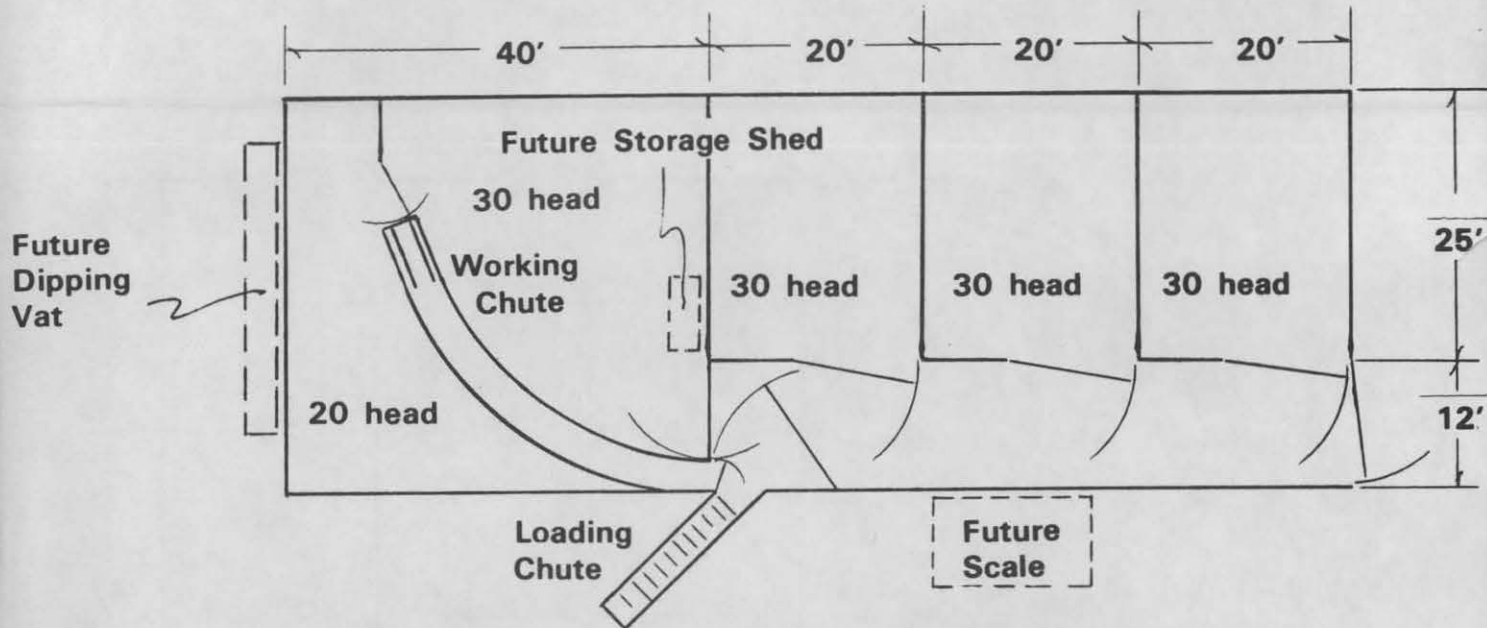 40'
20'
20'
20'
Future Storage Shed
30 head
Future
Dipping
Vat
Working
Chute
30 head
30 head
30 head
25'
20 head
12'
Loading
Chute
Future
Scale